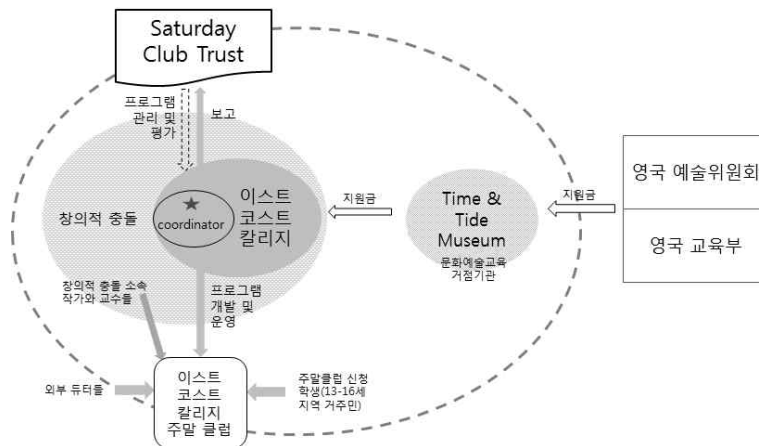 Saturday
Club Trust
프로그램
관리 및
평가
보고
창의적 충돌
★
coordinator
이스트
코스트
칼리지
지원금
Time &
Tide
Museum
문화예술교육
거점기관
지원금
영국 예술위원회
영국 교육부
창의적 충돌 소속
작가와 교수들
프로그램
개발 및
운영
외부 튜터들
이스트
코스트
칼리지
주말 클럽
주말클럽 신청
학생(13-16세
지역 거주민)